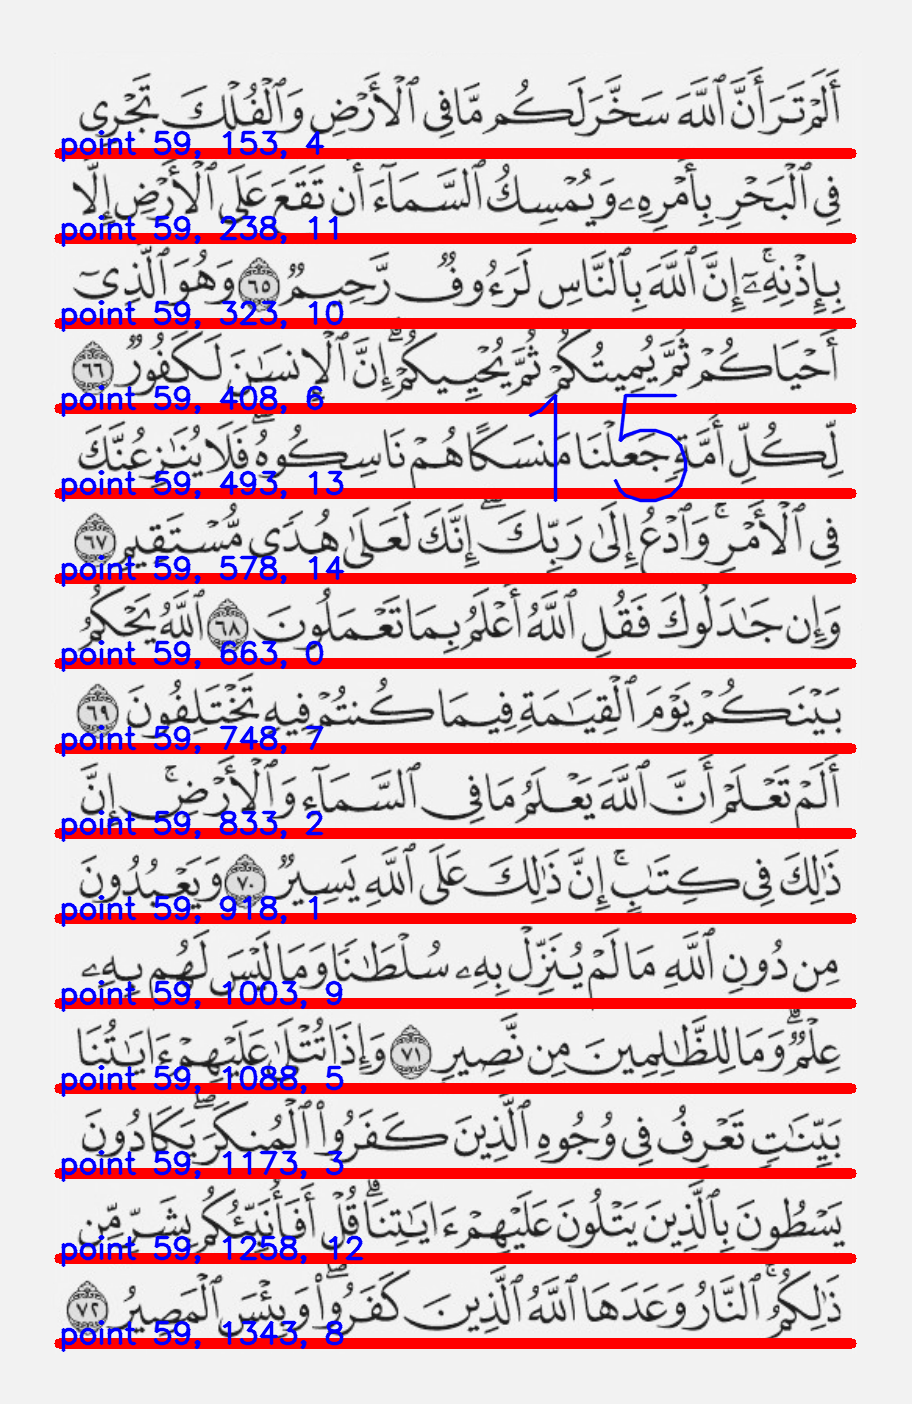 أَلَمْ تَرَ أَنَّ ٱللَّهَ سَخَّرَ لَكُم مَّا فِى ٱلْأَرْضِ وَٱلْفُلْكَ تَجْرِى
point 59, 153, 4
فِى ٱلْبَحْرِ بِأَمْرِهِۦ وَيُمْسِكُ ٱلسَّمَآءَ أَن تَقَعَ عَلَى ٱلْأَرْضِ إِلَّا
point 59, 238, 11
بِإِذْنِهِۦٓ ۗ إِنَّ ٱللَّهَ بِٱلنَّاسِ لَرَءُوفٌ رَّحِيمٌ ٦٥ وَهُوَ ٱلَّذِىٓ
point 59, 323, 10
أَحْيَاكُمْ ثُمَّ يُمِيتُكُمْ ثُمَّ يُحْيِيكُمْ ۗ إِنَّ ٱلْإِنسَـٰنَ لَكَفُورٌ ٦٦
point 59, 408, 6
15
لِّكُلِّ أُمَّةٍ جَعَلْنَا مَنسَكًا هُمْ نَاسِكُوهُ ۖ فَلَا يُنَـٰزِعُنَّكَ
point 59, 493, 13
فِى ٱلْأَمْرِ ۚ وَٱدْعُ إِلَىٰ رَبِّكَ ۖ إِنَّكَ لَعَلَىٰ هُدًى مُّسْتَقِيمٍ ٦٧
point 59, 578, 14
وَإِن جَـٰدَلُوكَ فَقُلِ ٱللَّهُ أَعْلَمُ بِمَا تَعْمَلُونَ ٦٨ ٱللَّهُ يَحْكُمُ
point 59, 663, 0
بَيْنَكُمْ يَوْمَ ٱلْقِيَـٰمَةِ فِيمَا كُنتُمْ فِيهِ تَخْتَلِفُونَ ٦٩
point 59, 748, 7
أَلَمْ تَعْلَمْ أَنَّ ٱللَّهَ يَعْلَمُ مَا فِى ٱلسَّمَآءِ وَٱلْأَرْضِ ۗ إِنَّ
point 59, 833, 2
ذَٰلِكَ فِى كِتَـٰبٍ ۚ إِنَّ ذَٰلِكَ عَلَى ٱللَّهِ يَسِيرٌ ٧٠ وَيَعْبُدُونَ
point 59, 918, 1
مِن دُونِ ٱللَّهِ مَا لَمْ يُنَزِّلْ بِهِۦ سُلْطَـٰنًا وَمَا لَيْسَ لَهُم بِهِۦ
point 59, 1003, 9
عِلْمٌ ۗ وَمَا لِلظَّـٰلِمِينَ مِن نَّصِيرٍ ٧١ وَإِذَا تُتْلَىٰ عَلَيْهِمْ ءَايَـٰتُنَا
point 59, 1088, 5
بَيِّنَـٰتٍ تَعْرِفُ فِى وُجُوهِ ٱلَّذِينَ كَفَرُوا۟ ٱلْمُنكَرَ ۖ يَكَادُونَ
point 59, 1173, 3
يَسْطُونَ بِٱلَّذِينَ يَتْلُونَ عَلَيْهِمْ ءَايَـٰتِنَا ۗ قُلْ أَفَأُنَبِّئُكُم بِشَرٍّ مِّن
point 59, 1258, 12
ذَٰلِكُمُ ۗ ٱلنَّارُ وَعَدَهَا ٱللَّهُ ٱلَّذِينَ كَفَرُوا۟ ۖ وَبِئْسَ ٱلْمَصِيرُ ٧٢
point 59, 1343, 8